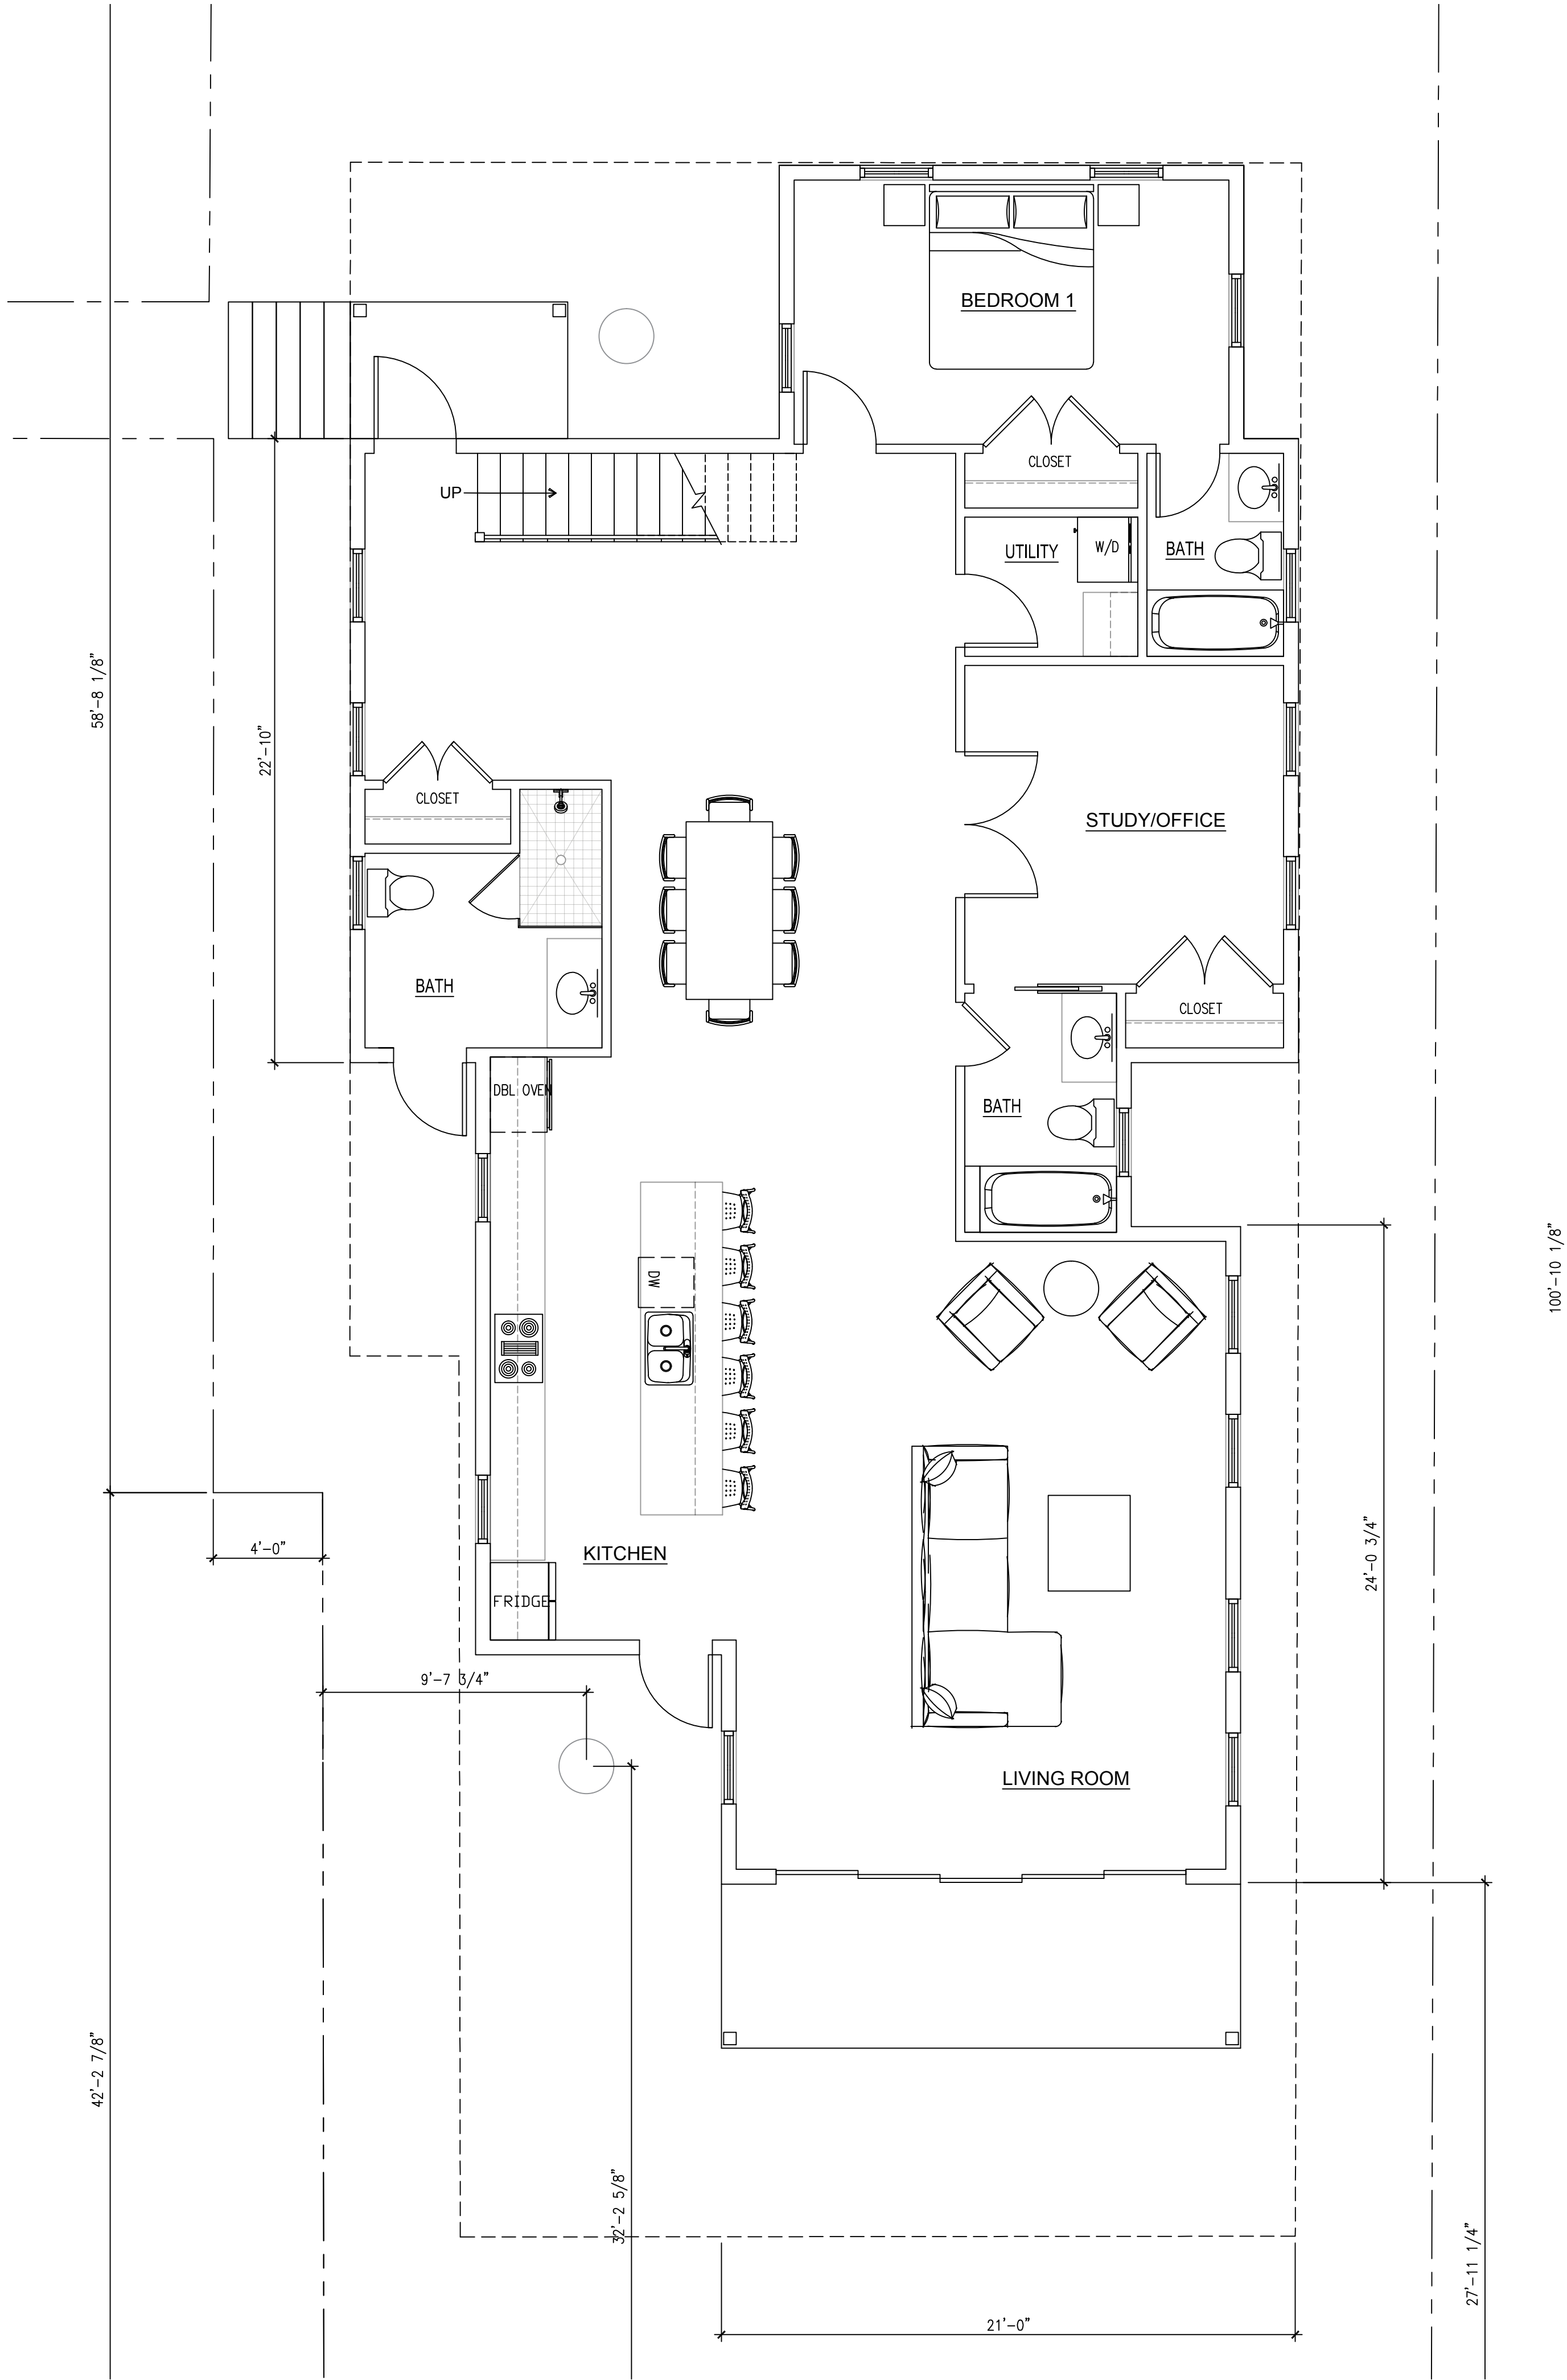 BEDROOM 1
CLOSET
UP
UTILITY
W/D
BATH
58'-8 1/8"
22'-10"
CLOSET
STUDY/OFFICE
BATH
CLOSET
DBL OVEN
BATH
DW
100'-10 1/8"
4'-0"
KITCHEN
24'-0 3/4"
FRIDGE
9'-7 3/4"
LIVING ROOM
42'-2 7/8"
32'-2 5/8"
27'-11 1/4"
21'-0"